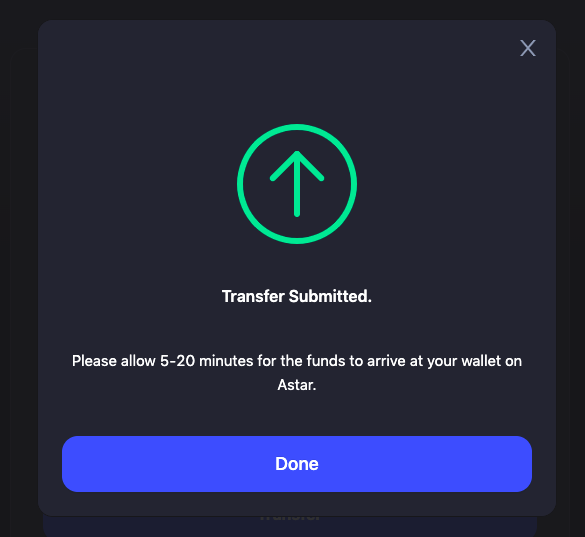 X
Transfer Submitted.
Please allow 5-20 minutes for the funds to arrive at your wallet on
Astar.
Done
Transfer